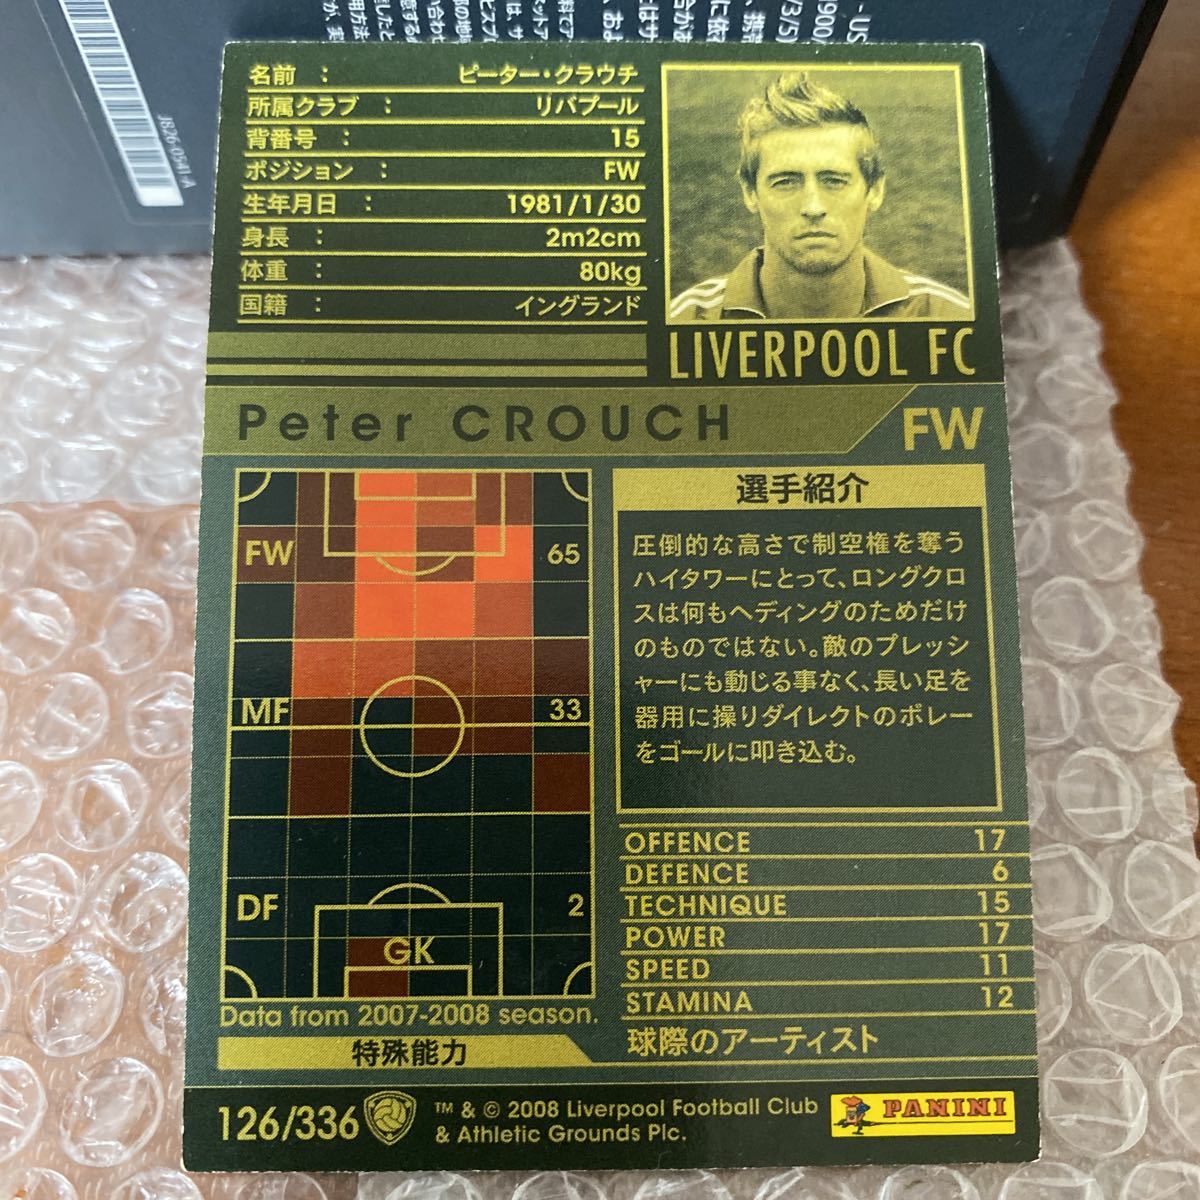 J826-0541-A
名前 : ピーター・クラウチ
所属クラブ : リバプール
背番号 : 15
ポジション : FW
生年月日 : 1981/1/30
身長 : 2m2cm
体重 : 80kg
国籍 : イングランド
LIVERPOOL FC
Peter CROUCH
FW
FW 65
MF 33
DF 2
GK
Data from 2007-2008 season.
選手紹介
圧倒的な高さで制空権を奪う
ハイタワーにとって、ロングクロ
スは何もヘディングのためだけ
のものではない。敵のプレッシ
ャーにも動じる事なく、長い足を
器用に操りダイレクトのボレー
をゴールに叩き込む。
OFFENCE 17
DEFENCE 6
TECHNIQUE 15
POWER 17
SPEED 11
STAMINA 12
特殊能力
球際のアーティスト
126/336
™ & © 2008 Liverpool Football Club
& Athletic Grounds Plc.
PANINI